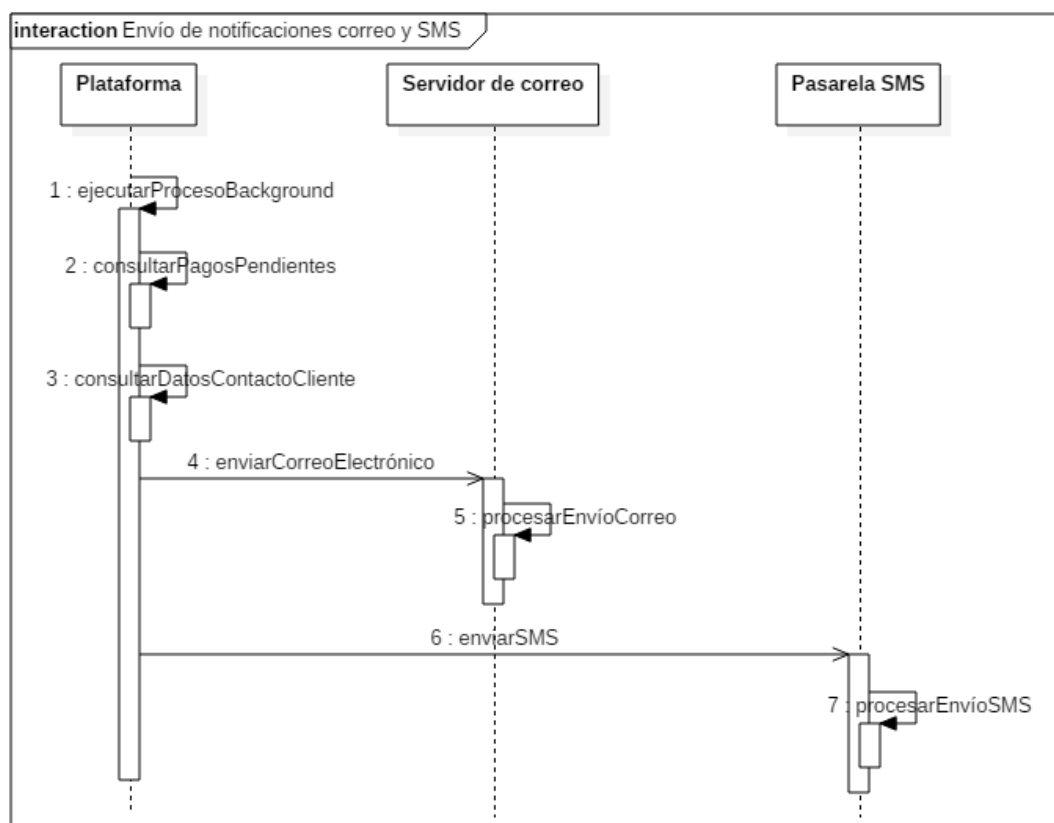 interaction Envío de notificaciones correo y SMS
Plataforma
Servidor de correo
Pasarela SMS
1 : ejecutarProcesoBackground
2 : consultarPagosPendientes
3 : consultarDatosContactoCliente
4 : enviarCorreoElectrónico
5 : procesarEnvíoCorreo
6 : enviarSMS
7 : procesarEnvíoSMS